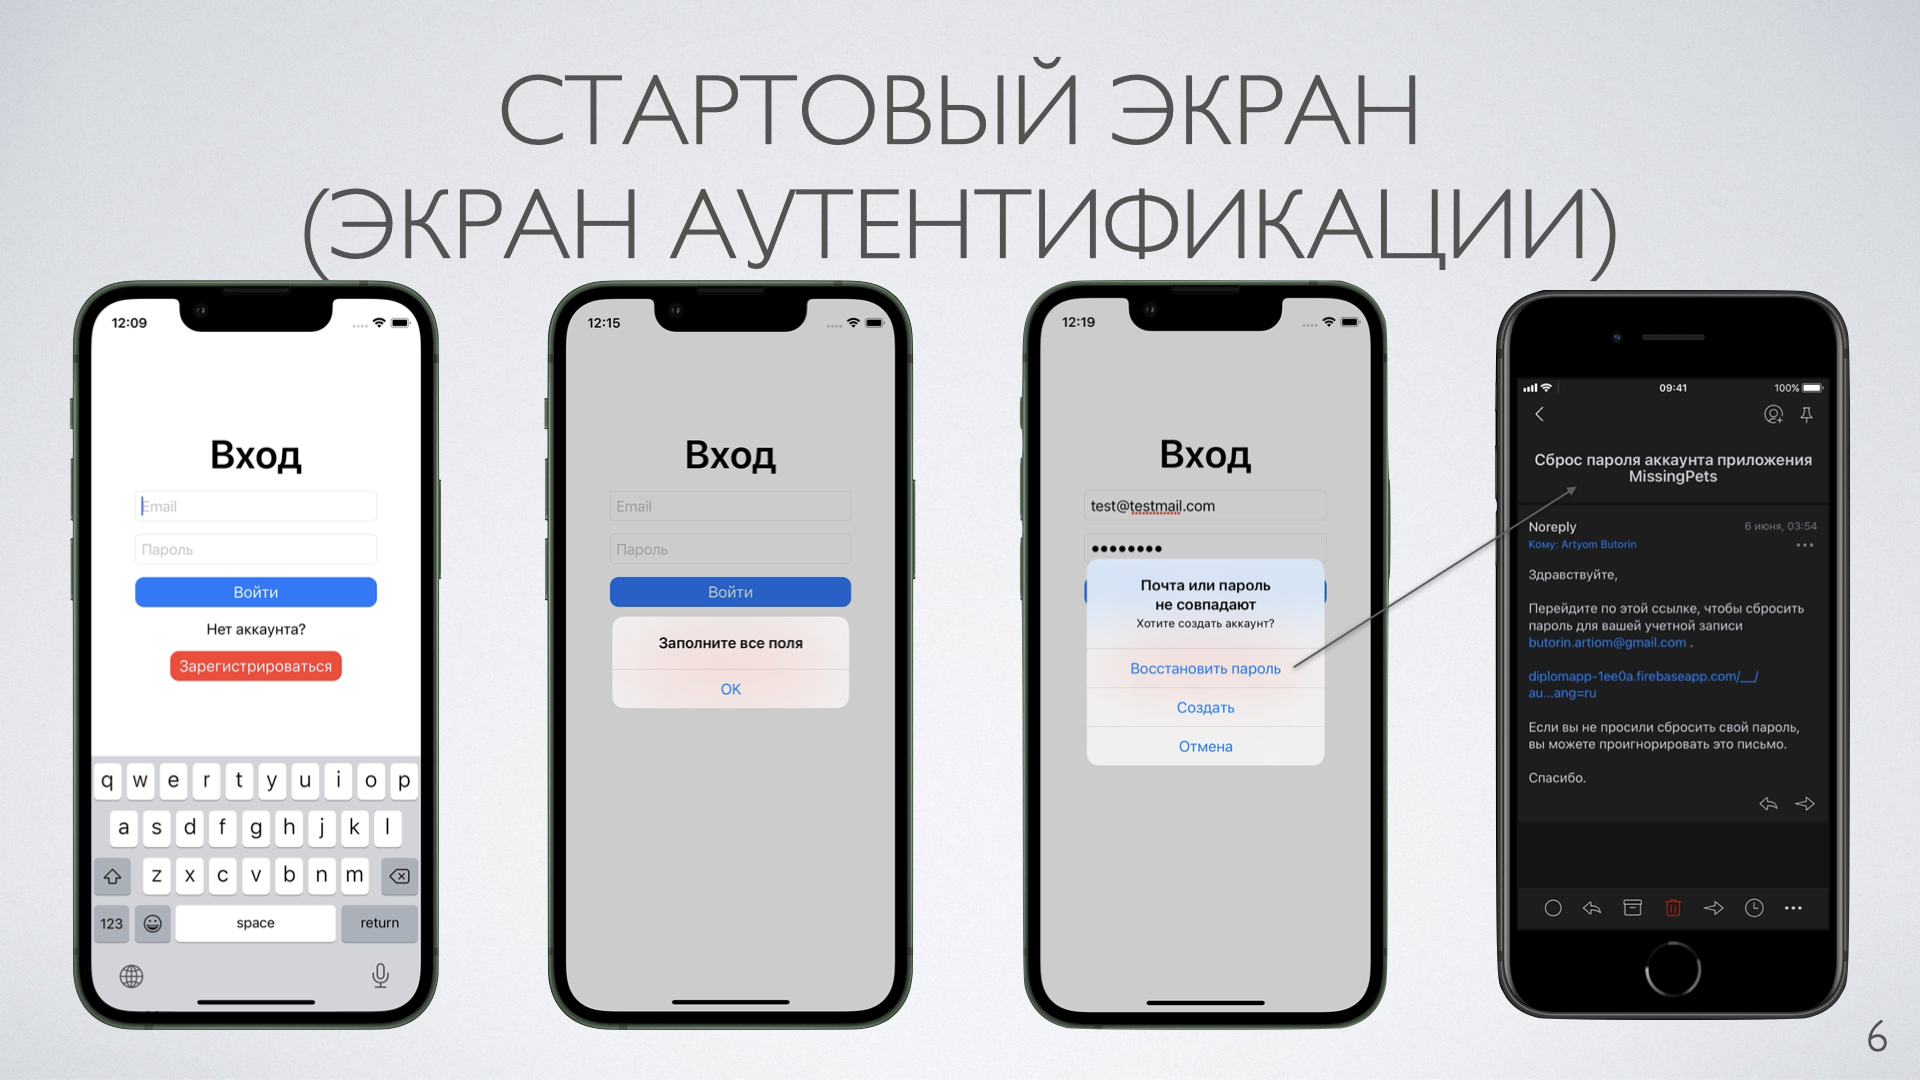 СТАРТОВЫЙ ЭКРАН
(ЭКРАН АУТЕНТИФИКАЦИИ)
12:09
Вход
Email
Пароль
Войти
Нет аккаунта?
Зарегистрироваться
q w e r t y u i o p
a s d f g h j k l
z x c v b n m
123 space return
12:15
Вход
Email
Пароль
Войти
Заполните все поля
OK
12:19
Вход
test@testmail.com
Почта или пароль
не совпадают
Хотите создать аккаунт?
Восстановить пароль
Создать
Отмена
09:41 100%
Сброс пароля аккаунта приложения
MissingPets
Noreply 6 июня, 03:54
Кому: Artyom Butorin
Здравствуйте,
Перейдите по этой ссылке, чтобы сбросить
пароль для вашей учетной записи
butorin.artiom@gmail.com .
diplomapp-1ee0a.firebaseapp.com/__/
au...ang=ru
Если вы не просили сбросить свой пароль,
вы можете проигнорировать это письмо.
Спасибо.
6